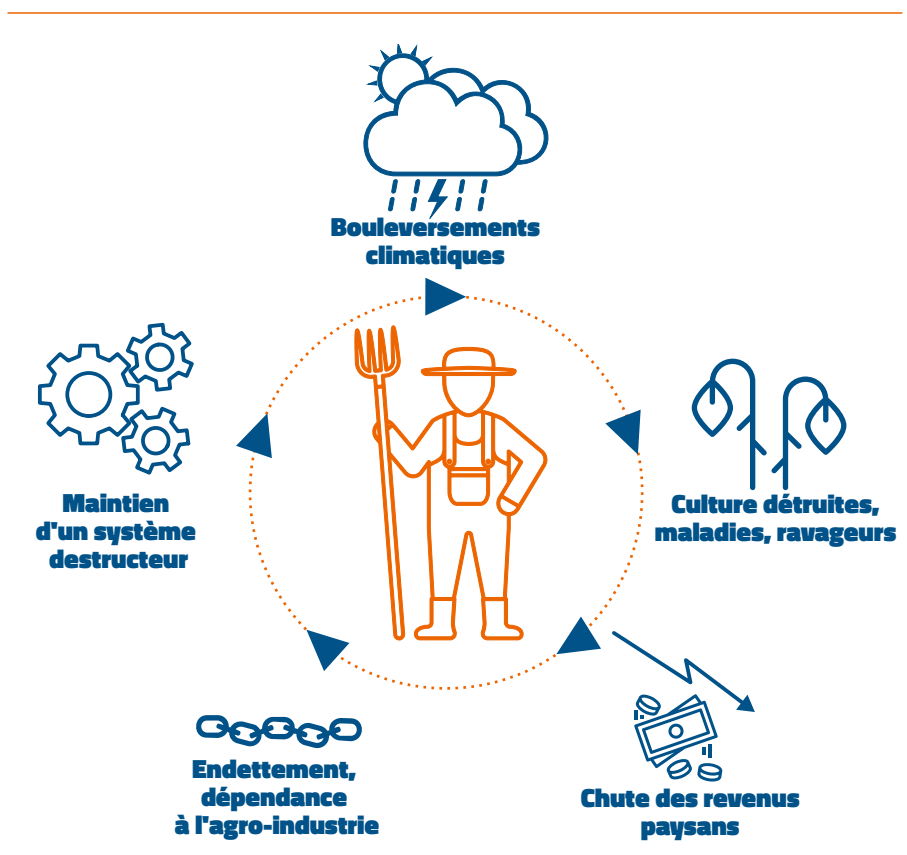 Bouleversements
climatiques
Culture détruites,
maladies, ravageurs
Chute des revenus
paysans
Endettement,
dépendance
à l'agro-industrie
Maintien
d'un système
destructeur